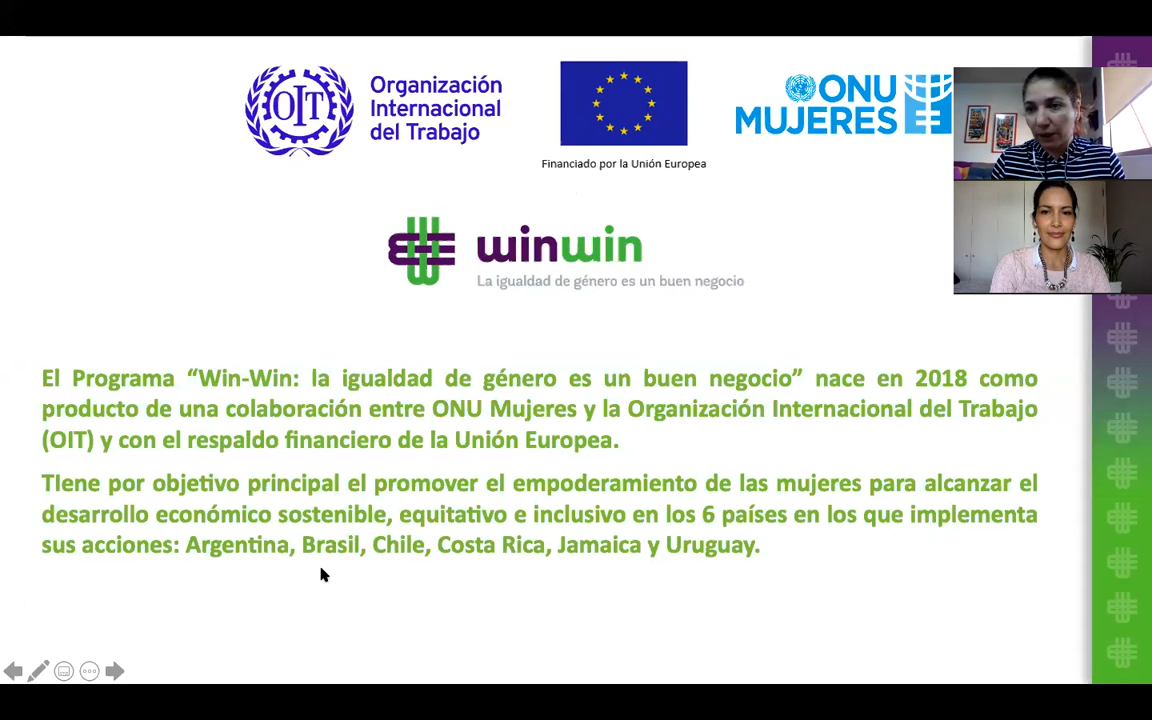 OIT
Organización
Internacional
del Trabajo
Financiado por la Unión Europea
ONU
MUJERES
winwin
La igualdad de género es un buen negocio
El Programa “Win-Win: la igualdad de género es un buen negocio” nace en 2018 como
producto de una colaboración entre ONU Mujeres y la Organización Internacional del Trabajo
(OIT) y con el respaldo financiero de la Unión Europea.
TIene por objetivo principal el promover el empoderamiento de las mujeres para alcanzar el
desarrollo económico sostenible, equitativo e inclusivo en los 6 países en los que implementa
sus acciones: Argentina, Brasil, Chile, Costa Rica, Jamaica y Uruguay.